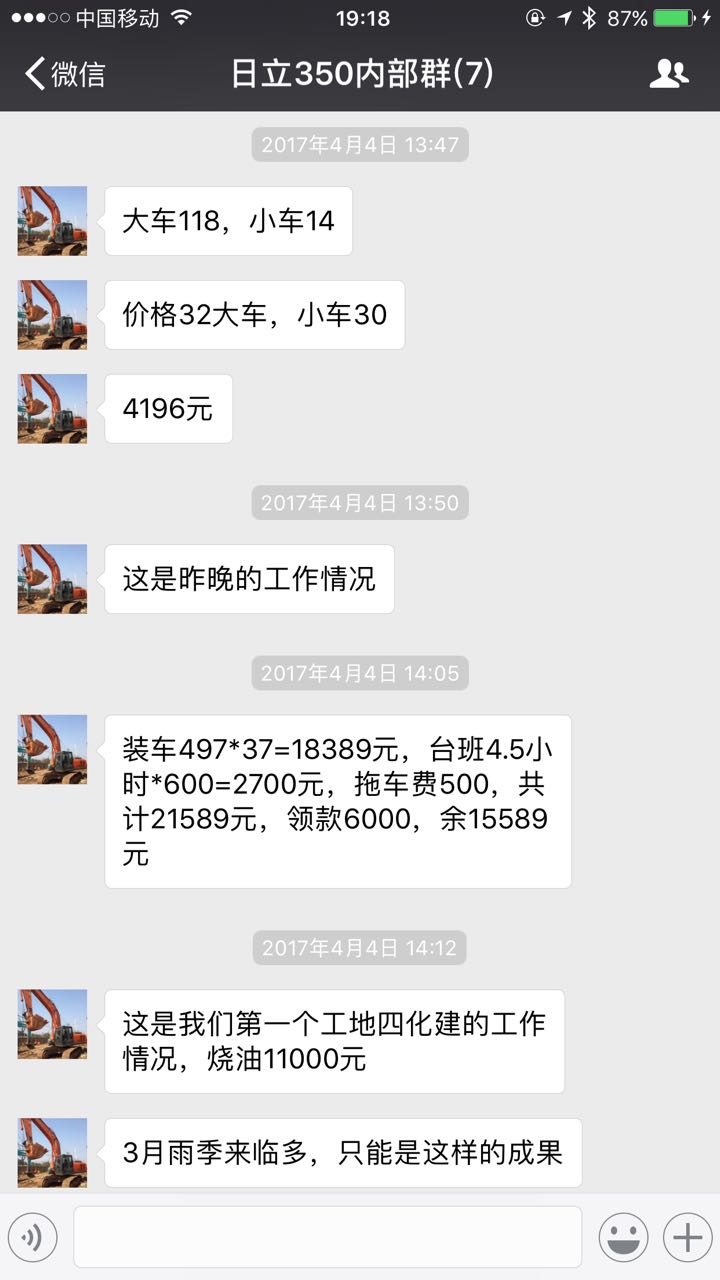 中国移动 19:18 87%
微信 日立350内部群(7)
2017年4月4日 13:47
大车118，小车14
价格32大车，小车30
4196元
2017年4月4日 13:50
这是昨晚的工作情况
2017年4月4日 14:05
装车497*37=18389元，台班4.5小
时*600=2700元，拖车费500，共
计21589元，领款6000，余15589
元
2017年4月4日 14:12
这是我们第一个工地四化建的工作
情况，烧油11000元
3月雨季来临多，只能是这样的成果